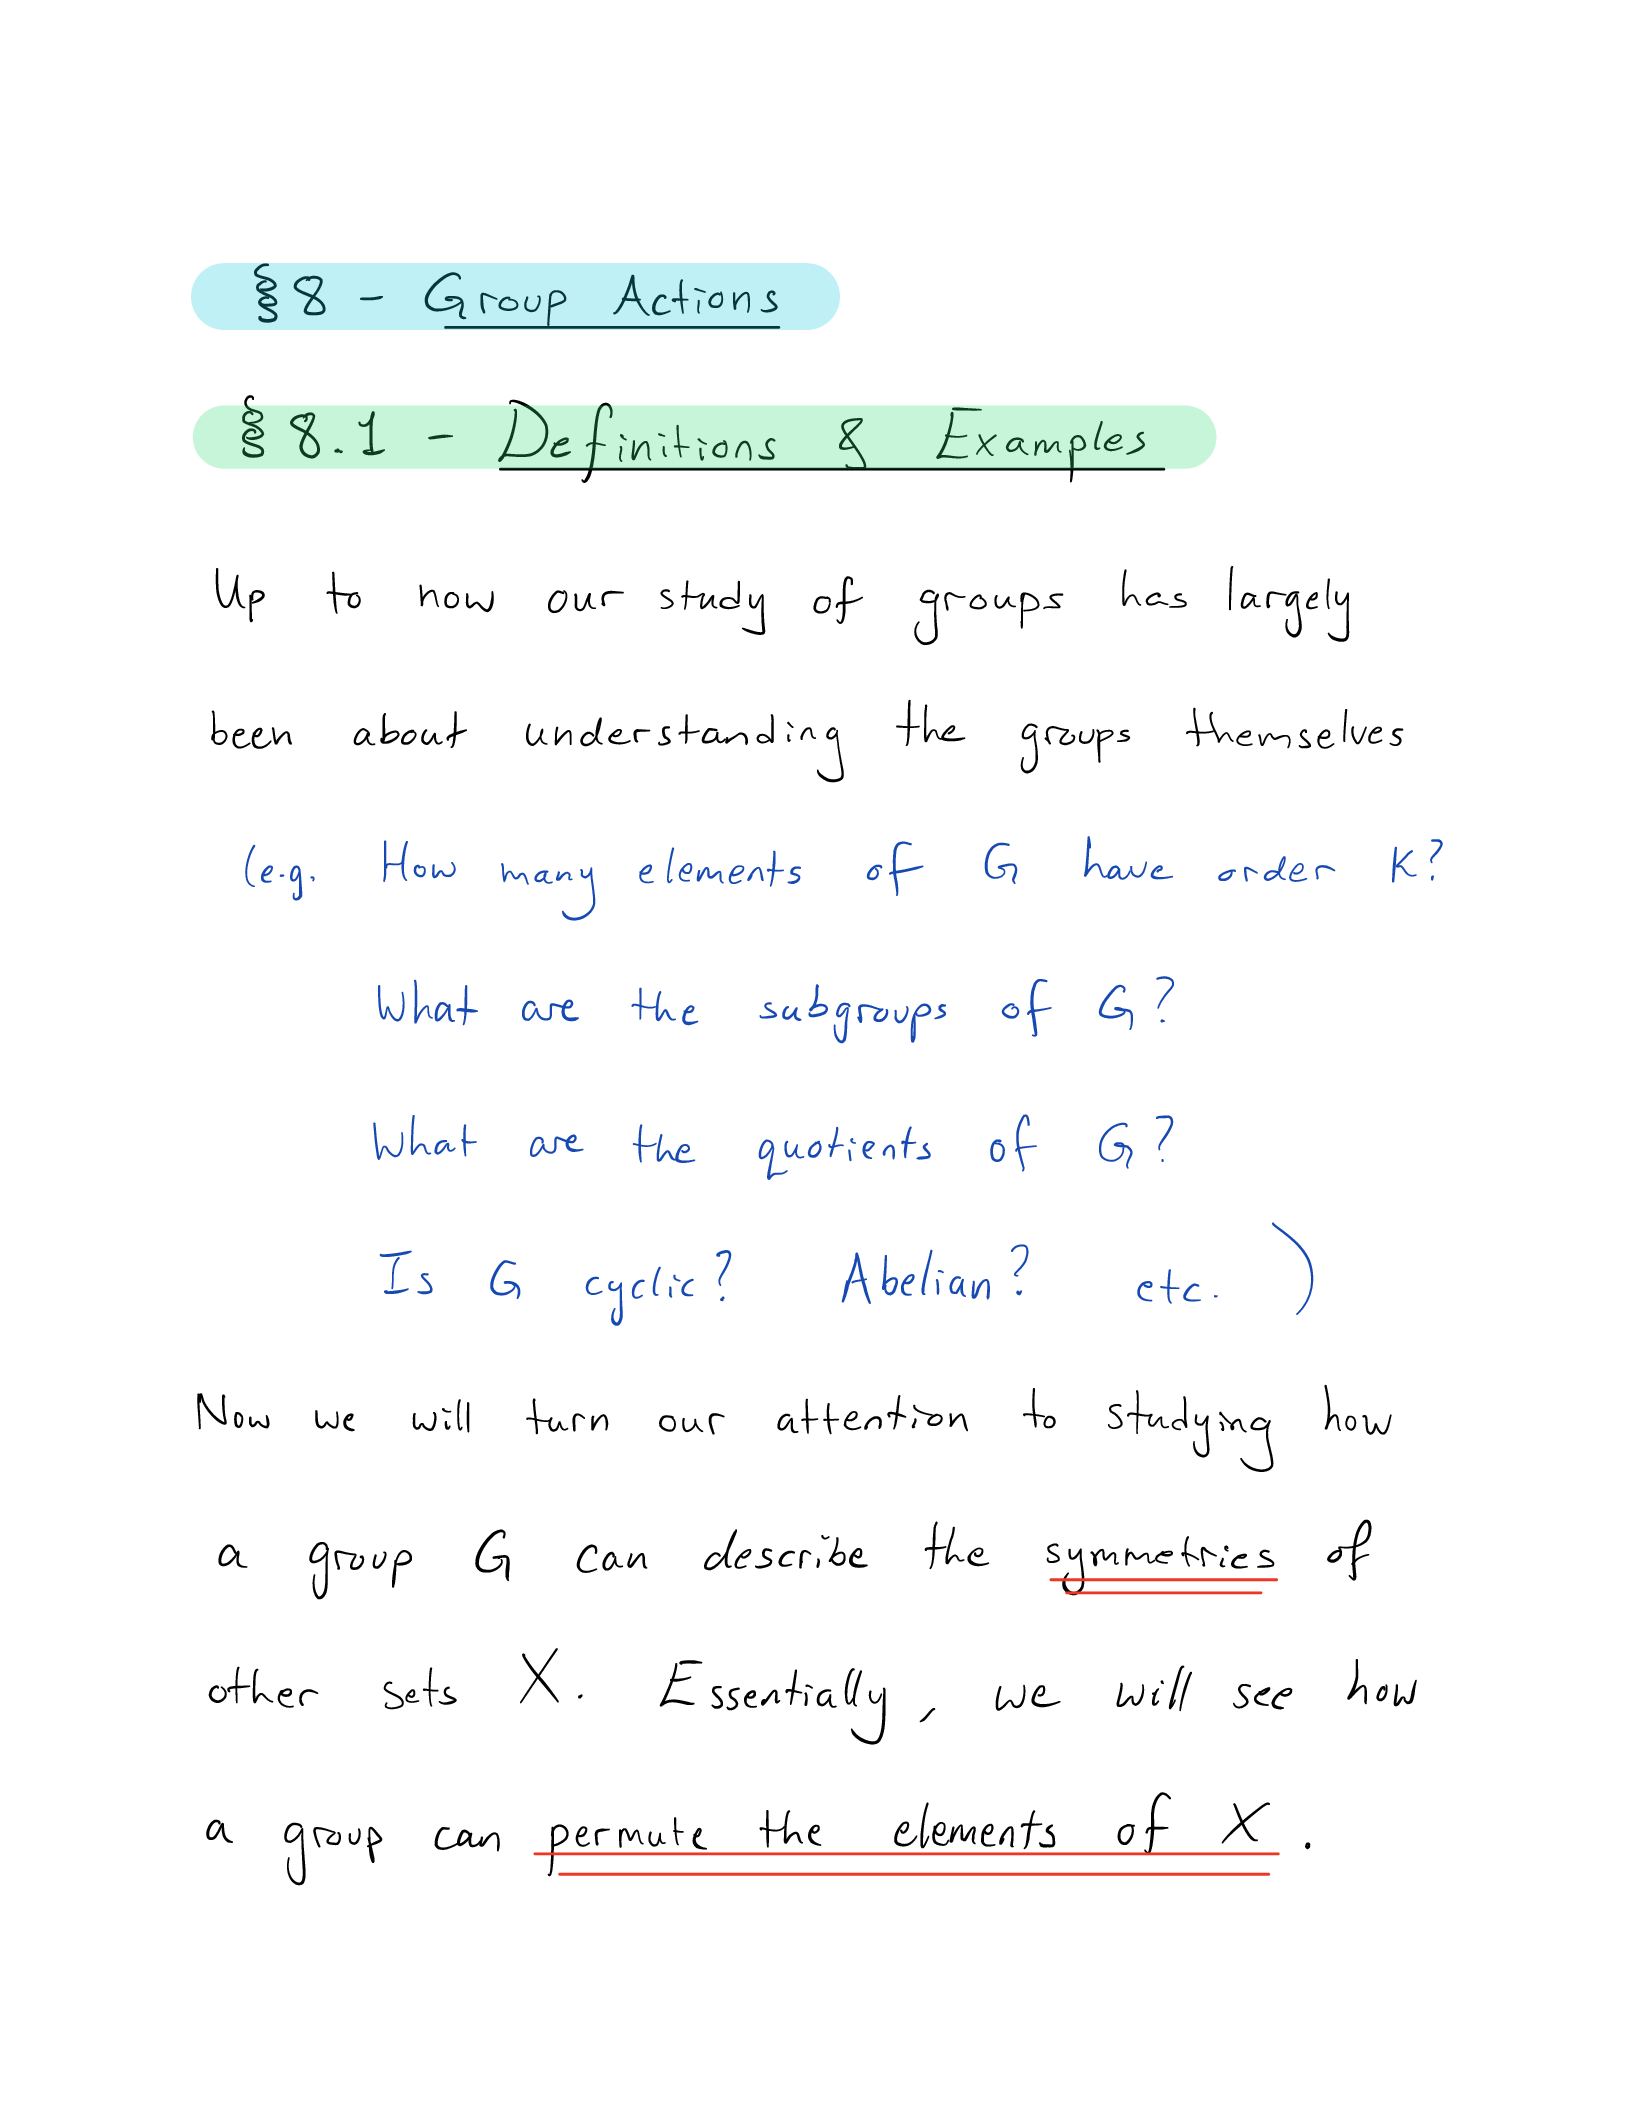 §8 - Group Actions
§8.1 - Definitions & Examples
Up to now our study of groups has largely
been about understanding the groups themselves
(e.g. How many elements of G have order K?
What are the subgroups of G?
What are the quotients of G?
Is G cyclic? Abelian? etc.)
Now we will turn our attention to studying how
a group G can describe the symmetries of
other sets X. Essentially, we will see how
a group can permute the elements of X.